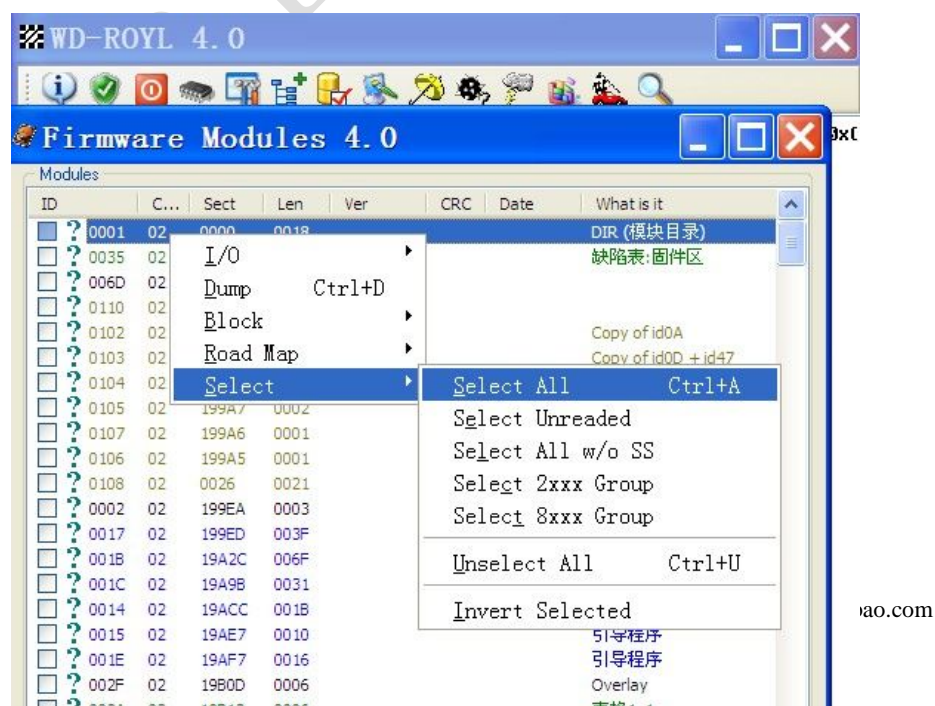 WD-ROYL 4.0
Firmware Modules 4.0
Modules
ID C... Sect Len Ver CRC Date What is it
0001 02 0000 0018 DIR (模块目录)
0035 02 缺陷表:固件区
006D 02
0110 02
0102 02 Copy of id0A
0103 02 Copy of id0D + id47
0104 02
0105 02 199A7 0002
0107 02 199A6 0001
0106 02 199A5 0001
0108 02 0026 0021
0002 02 199EA 0003
0017 02 199ED 003F
001B 02 19A2C 006F
001C 02 19A9B 0031
0014 02 19ACC 001B
0015 02 19AE7 0010 引导程序
001E 02 19AF7 0016 引导程序
002F 02 19B0D 0006 Overlay
I/O
Dump Ctrl+D
Block
Road Map
Select
Select All Ctrl+A
Select Unreaded
Select All w/o SS
Select 2xxx Group
Select 8xxx Group
Unselect All Ctrl+U
Invert Selected
ao.com